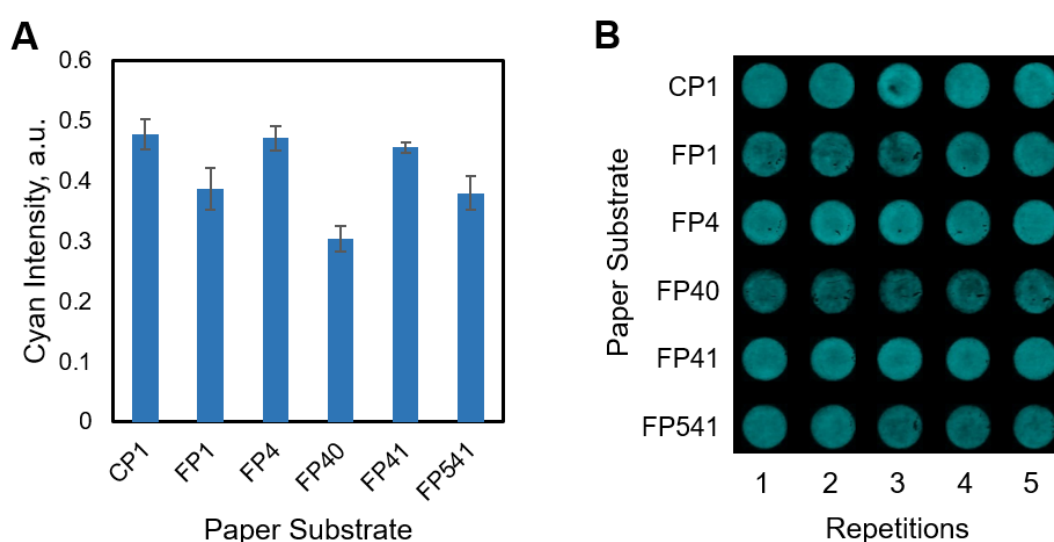 A
Cyan Intensity, a.u.
0.6
0.5
0.4
0.3
0.2
0.1
0
CP1 FP1 FP4 FP40 FP41 FP541
Paper Substrate
B
Paper Substrate
CP1
FP1
FP4
FP40
FP41
FP541
1 2 3 4 5
Repetitions